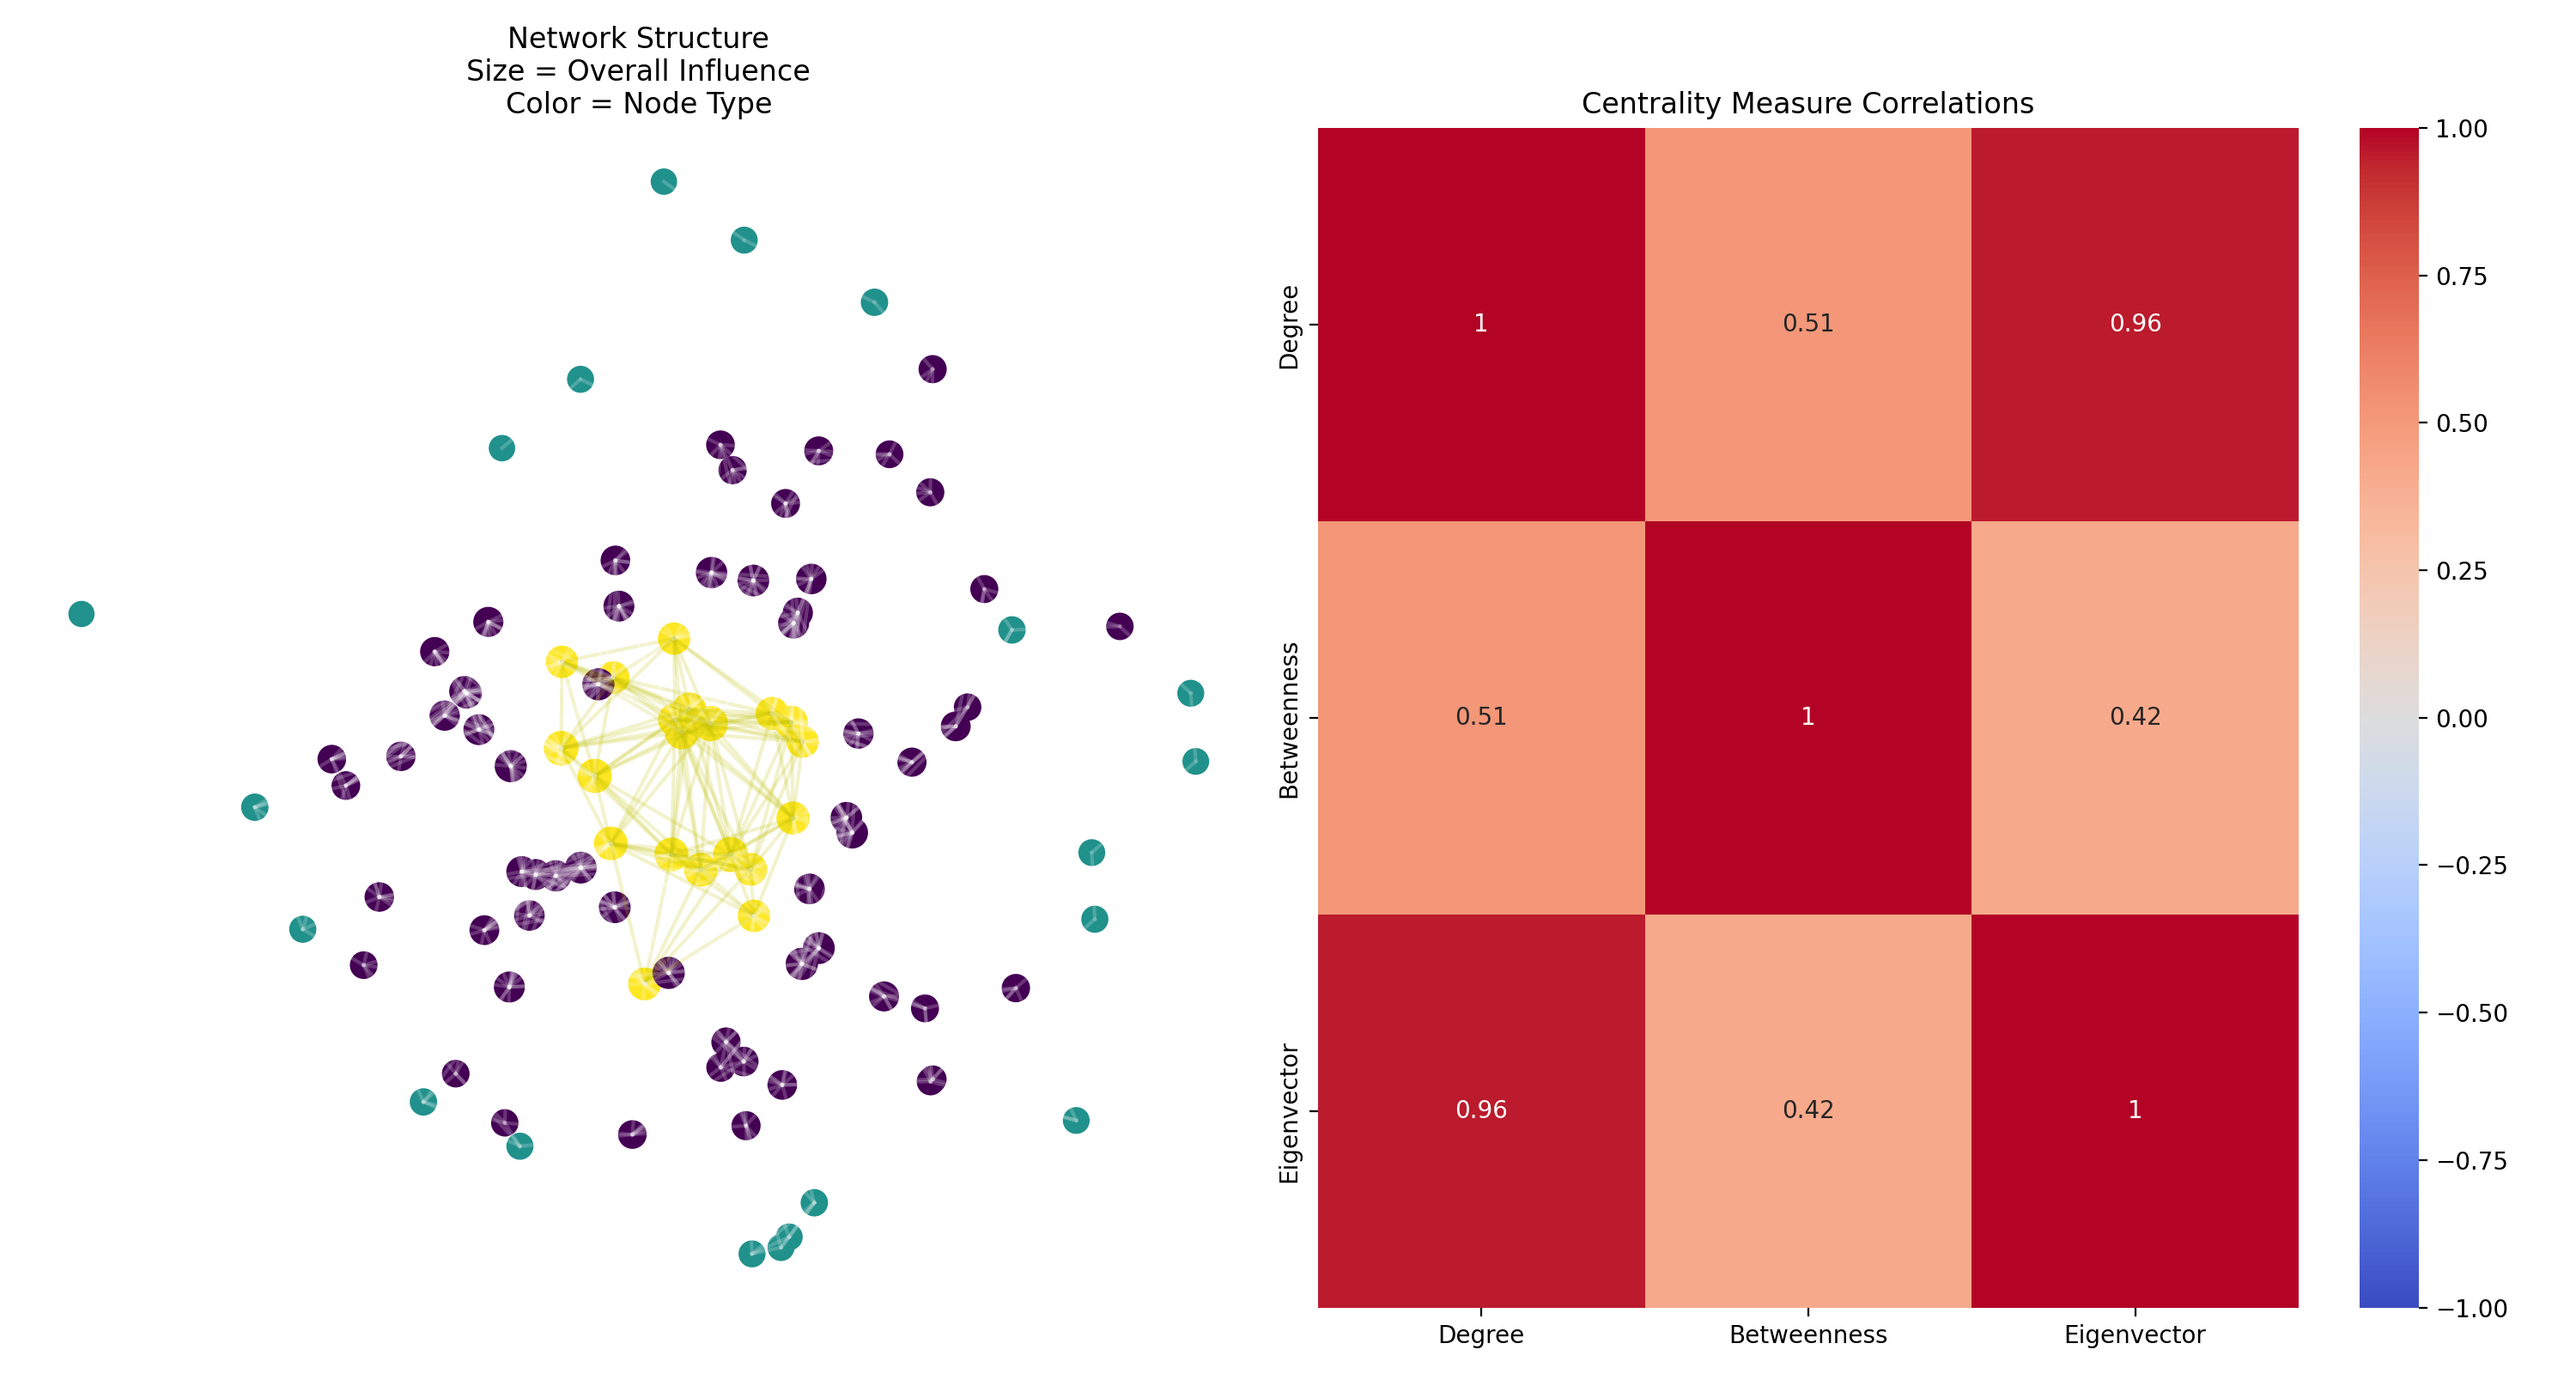 Network Structure
Size = Overall Influence
Color = Node Type
Centrality Measure Correlations
Degree
1
0.51
0.96
Betweenness
0.51
1
0.42
Eigenvector
0.96
0.42
1
Degree
Betweenness
Eigenvector
1.00
0.75
0.50
0.25
0.00
−0.25
−0.50
−0.75
−1.00